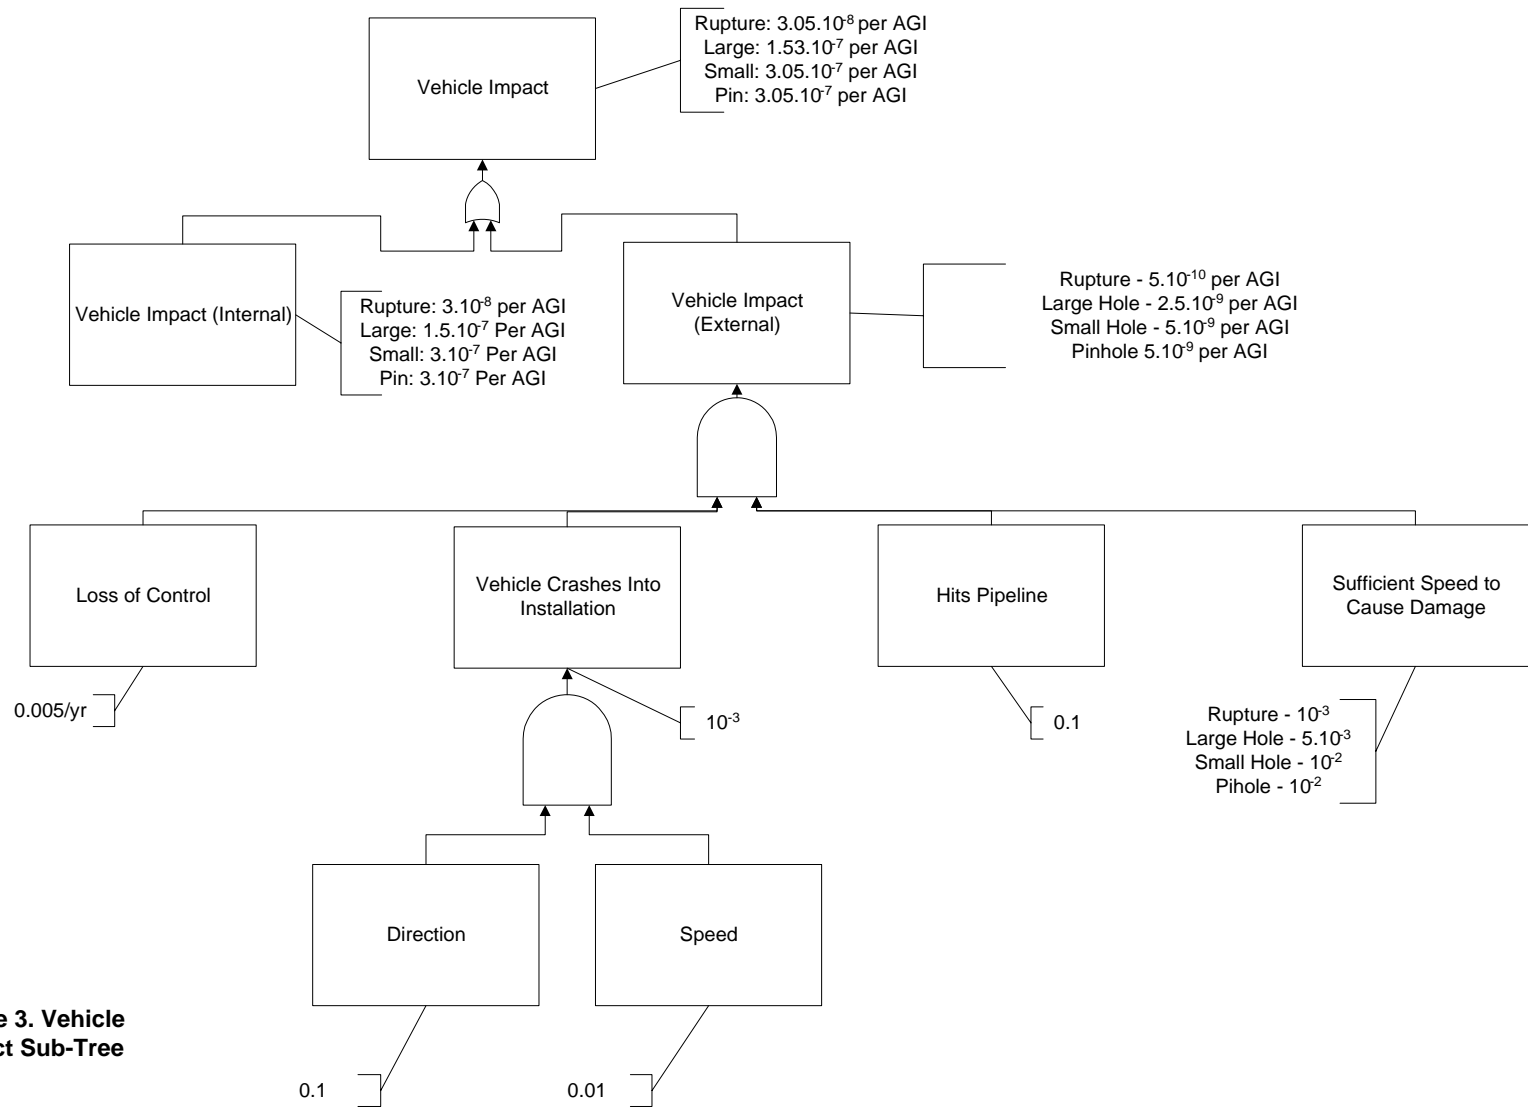 Vehicle Impact
Rupture: 3.05.10⁻⁸ per AGI
Large: 1.53.10⁻⁷ per AGI
Small: 3.05.10⁻⁷ per AGI
Pin: 3.05.10⁻⁷ per AGI
Vehicle Impact (Internal)
Rupture: 3.10⁻⁸ per AGI
Large: 1.5.10⁻⁷ Per AGI
Small: 3.10⁻⁷ Per AGI
Pin: 3.10⁻⁷ Per AGI
Vehicle Impact
(External)
Rupture - 5.10⁻¹⁰ per AGI
Large Hole - 2.5.10⁻⁹ per AGI
Small Hole - 5.10⁻⁹ per AGI
Pinhole 5.10⁻⁹ per AGI
Loss of Control
Vehicle Crashes Into
Installation
Hits Pipeline
Sufficient Speed to
Cause Damage
0.005/yr
10⁻³
0.1
Rupture - 10⁻³
Large Hole - 5.10⁻³
Small Hole - 10⁻²
Pihole - 10⁻²
Direction
Speed
e 3. Vehicle
ct Sub-Tree
0.1
0.01